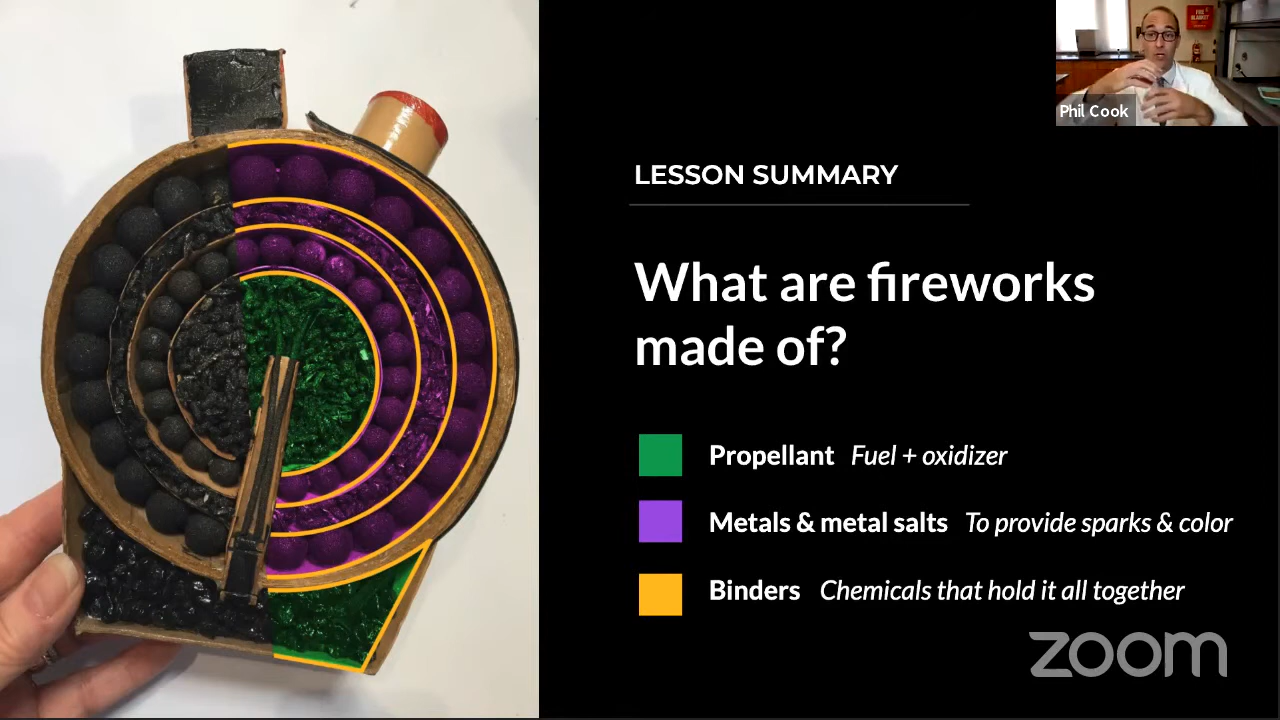 Phil Cook
LESSON SUMMARY
What are fireworks
made of?
Propellant Fuel + oxidizer
Metals & metal salts To provide sparks & color
Binders Chemicals that hold it all together
zoom